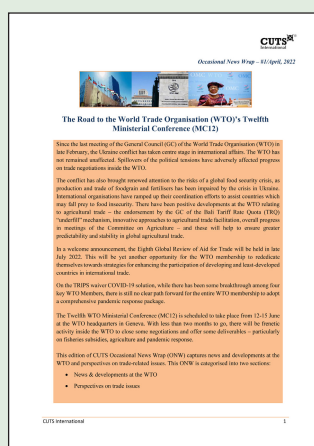 CUTS
International
Occasional News Wrap – 01/April, 2022
The Road to the World Trade Organisation (WTO)'s Twelfth
Ministerial Conference (MC12)
Since the last meeting of the General Council (GC) of the World Trade Organisation (WTO) in
late February, the Ukraine conflict has taken centre stage in international affairs. The WTO has
not remained unaffected. Spillovers of the political tensions have adversely affected progress
on trade negotiations inside the WTO.
The conflict has also brought renewed attention to the risks of a global food security crisis, as
production and trade of foodgrain and fertilisers has been impaired by the crisis in Ukraine.
International organisations have ramped up their coordination efforts to assist countries which
may fall prey to food insecurity. There have been positive developments at the WTO relating
to agricultural trade – the endorsement by the GC of the Bali Tariff Rate Quota (TRQ)
"underfill" mechanism, innovative approaches to agricultural trade facilitation, overall progress
in meetings of the Committee on Agriculture – and these will help to ensure greater
predictability and stability in global agricultural trade.
In a welcome announcement, the Eighth Global Review of Aid for Trade will be held in late
July 2022. This will be yet another opportunity for the WTO membership to rededicate
themselves towards strategies for enhancing the participation of developing and least-developed
countries in international trade.
On the TRIPS waiver COVID-19 solution, while there has been some breakthrough among four
key WTO Members, there is still no clear path forward for the entire WTO membership to adopt
a comprehensive pandemic response package.
The Twelfth WTO Ministerial Conference (MC12) is scheduled to take place from 12-15 June
at the WTO headquarters in Geneva. With less than two months to go, there will be frenetic
activity inside the WTO to close some negotiations and offer some deliverables – particularly
on fisheries subsidies, agriculture and pandemic response.
This edition of CUTS Occasional News Wrap (ONW) captures news and developments at the
WTO and perspectives on trade-related issues. This ONW is categorised into two sections:
• News & developments at the WTO
• Perspectives on trade issues
CUTS International 1